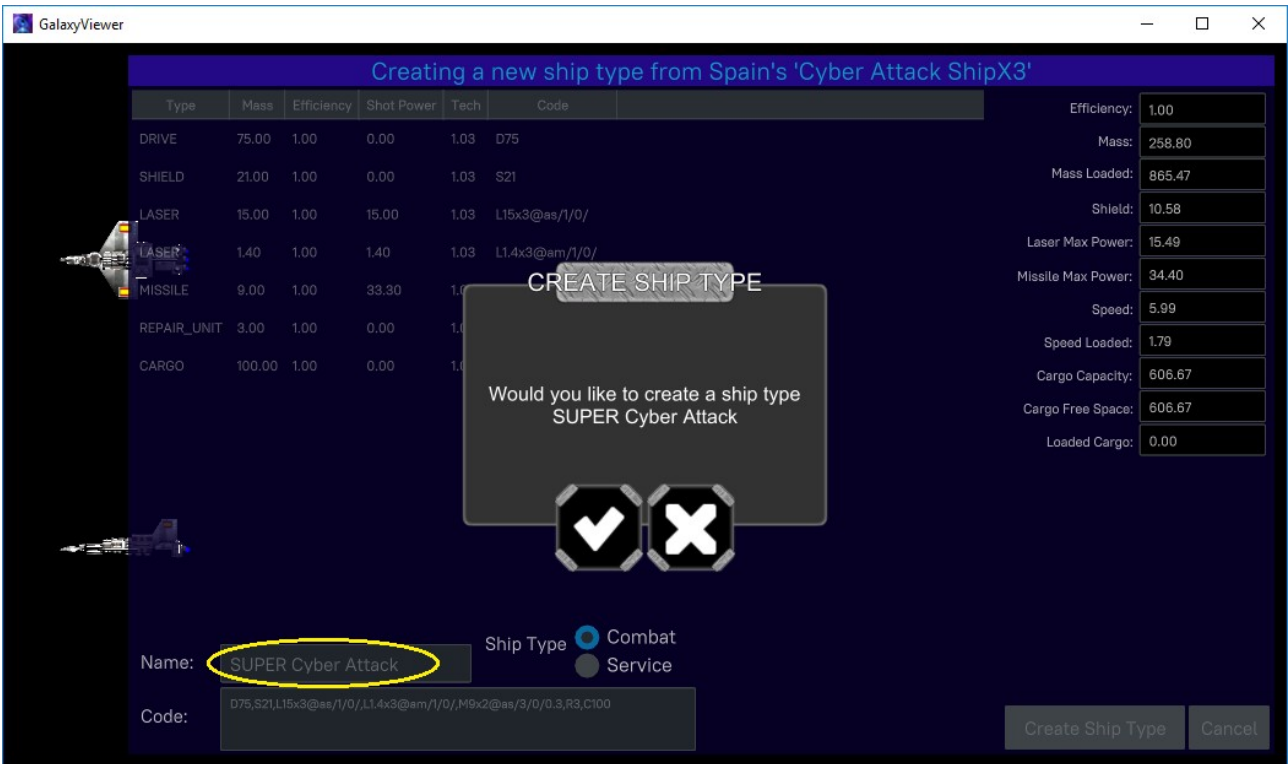 GalaxyViewer
Creating a new ship type from Spain's 'Cyber Attack ShipX3'
Type Mass Efficiency Shot Power Tech Code
DRIVE 75.00 1.00 0.00 1.03 D75
SHIELD 21.00 1.00 0.00 1.03 S21
LASER 15.00 1.00 15.00 1.03 L15x3@as/1/0/
LASER 1.40 1.00 1.40 1.03 L1.4x3@am/1/0/
MISSILE 9.00 1.00 33.30
REPAIR_UNIT 3.00 1.00 0.00
CARGO 100.00 1.00 0.00
Efficiency: 1.00
Mass: 258.80
Mass Loaded: 865.47
Shield: 10.58
Laser Max Power: 15.49
Missile Max Power: 34.40
Speed: 5.99
Speed Loaded: 1.79
Cargo Capacity: 606.67
Cargo Free Space: 606.67
Loaded Cargo: 0.00
CREATE SHIP TYPE
Would you like to create a ship type
SUPER Cyber Attack
Name: SUPER Cyber Attack
Ship Type Combat
Service
Code: D75,S21,L15x3@as/1/0/,L1.4x3@am/1/0/,M9x2@as/3/0/0.3,R3,C100
Create Ship Type Cancel